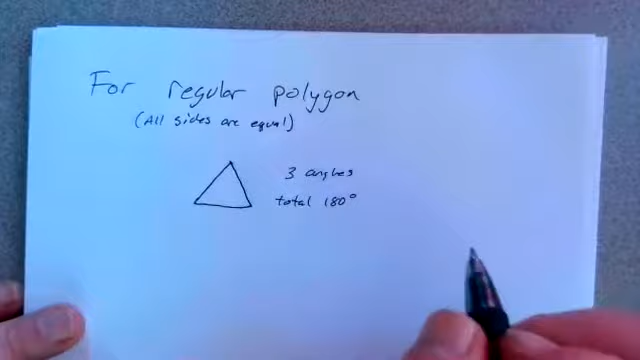 For regular polygon
(All sides are equal)
3 angles
total 180°